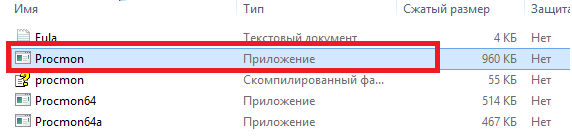 Имя Тип Сжатый размер Защита
Eula Текстовый документ 4 КБ Нет
Procmon Приложение 960 КБ Нет
procmon Скомпилированный фа... 55 КБ Нет
Procmon64 Приложение 514 КБ Нет
Procmon64a Приложение 467 КБ Нет